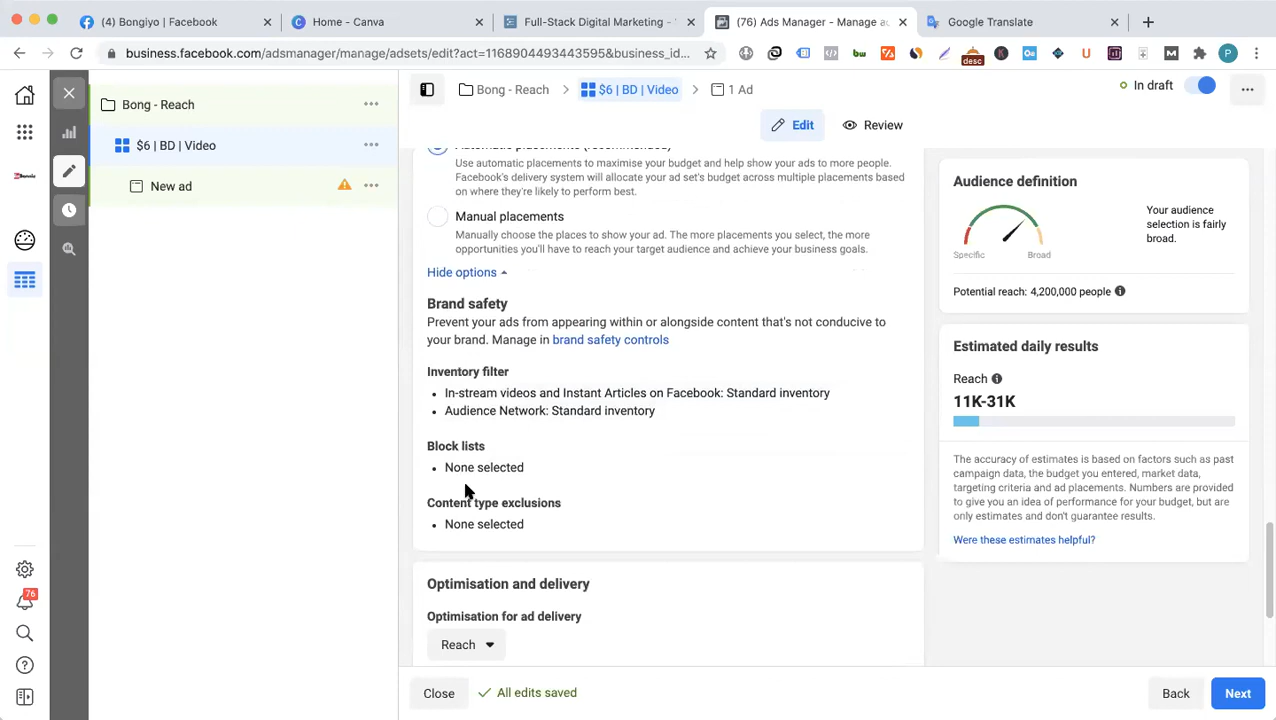 (4) Bongiyo | Facebook
Home - Canva
Full-Stack Digital Marketing -
(76) Ads Manager - Manage ad
Google Translate
business.facebook.com/adsmanager/manage/adsets/edit?act=1168904493443595&business_id...
desc
Bong - Reach
$6 | BD | Video
New ad
76
Bong - Reach
$6 | BD | Video
1 Ad
In draft
Edit
Review
Automatic placements (recommended)
Use automatic placements to maximise your budget and help show your ads to more people.
Facebook's delivery system will allocate your ad set's budget across multiple placements based
on where they're likely to perform best.
Manual placements
Manually choose the places to show your ad. The more placements you select, the more
opportunities you'll have to reach your target audience and achieve your business goals.
Hide options
Brand safety
Prevent your ads from appearing within or alongside content that's not conducive to
your brand. Manage in brand safety controls
Inventory filter
• In-stream videos and Instant Articles on Facebook: Standard inventory
• Audience Network: Standard inventory
Block lists
• None selected
Content type exclusions
• None selected
Optimisation and delivery
Optimisation for ad delivery
Reach
Close
All edits saved
Back
Next
Audience definition
Specific
Broad
Your audience
selection is fairly
broad.
Potential reach: 4,200,000 people
Estimated daily results
Reach
11K-31K
The accuracy of estimates is based on factors such as past
campaign data, the budget you entered, market data,
targeting criteria and ad placements. Numbers are provided
to give you an idea of performance for your budget, but are
only estimates and don't guarantee results.
Were these estimates helpful?